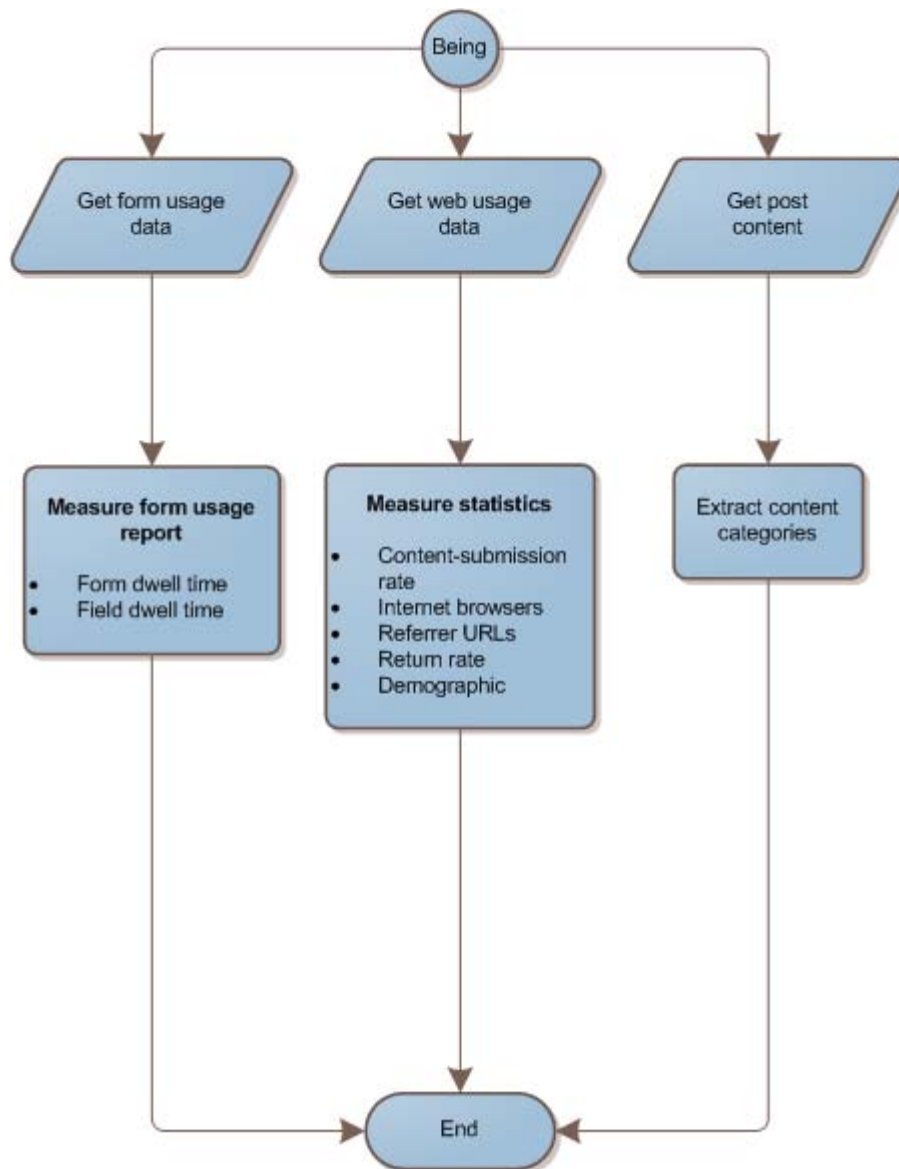 Being
Get form usage
data
Get web usage
data
Get post
content
Measure form usage
report
• Form dwell time
• Field dwell time
Measure statistics
• Content-submission
rate
• Internet browsers
• Referrer URLs
• Return rate
• Demographic
Extract content
categories
End